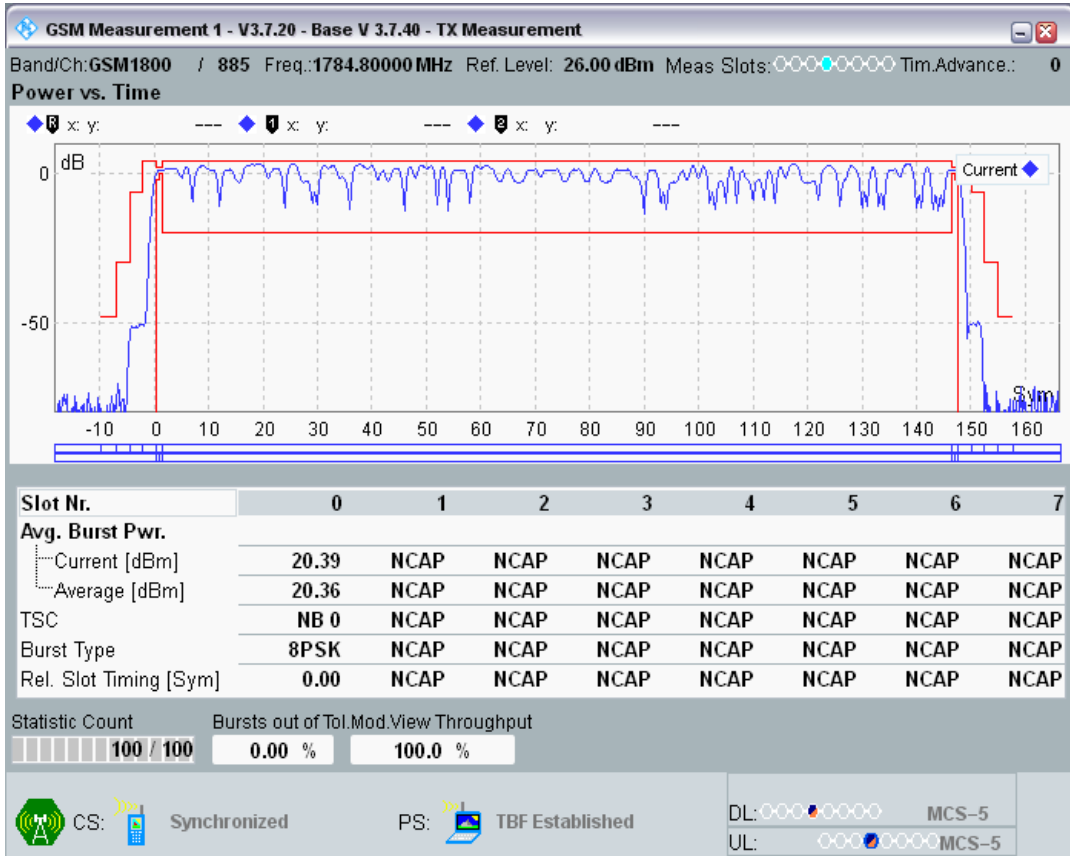 GSM Measurement 1 - V3.7.20 - Base V 3.7.40 - TX Measurement
Band/Ch:GSM1800 / 885 Freq.:1784.80000 MHz Ref. Level: 26.00 dBm Meas Slots: Tim.Advance.: 0
Power vs. Time
R x: y: --- 1 x: y: --- 2 x: y: ---
dB
Current
0
-50
Sym
-10 0 10 20 30 40 50 60 70 80 90 100 110 120 130 140 150 160
Slot Nr. 0 1 2 3 4 5 6 7
Avg. Burst Pwr.
Current [dBm] 20.39 NCAP NCAP NCAP NCAP NCAP NCAP NCAP
Average [dBm] 20.36 NCAP NCAP NCAP NCAP NCAP NCAP NCAP
TSC NB 0 NCAP NCAP NCAP NCAP NCAP NCAP NCAP
Burst Type 8PSK NCAP NCAP NCAP NCAP NCAP NCAP NCAP
Rel. Slot Timing [Sym] 0.00 NCAP NCAP NCAP NCAP NCAP NCAP NCAP
Statistic Count Bursts out of Tol.Mod.View Throughput
100 / 100 0.00 % 100.0 %
CS: Synchronized PS: TBF Established
DL: MCS-5
UL: MCS-5